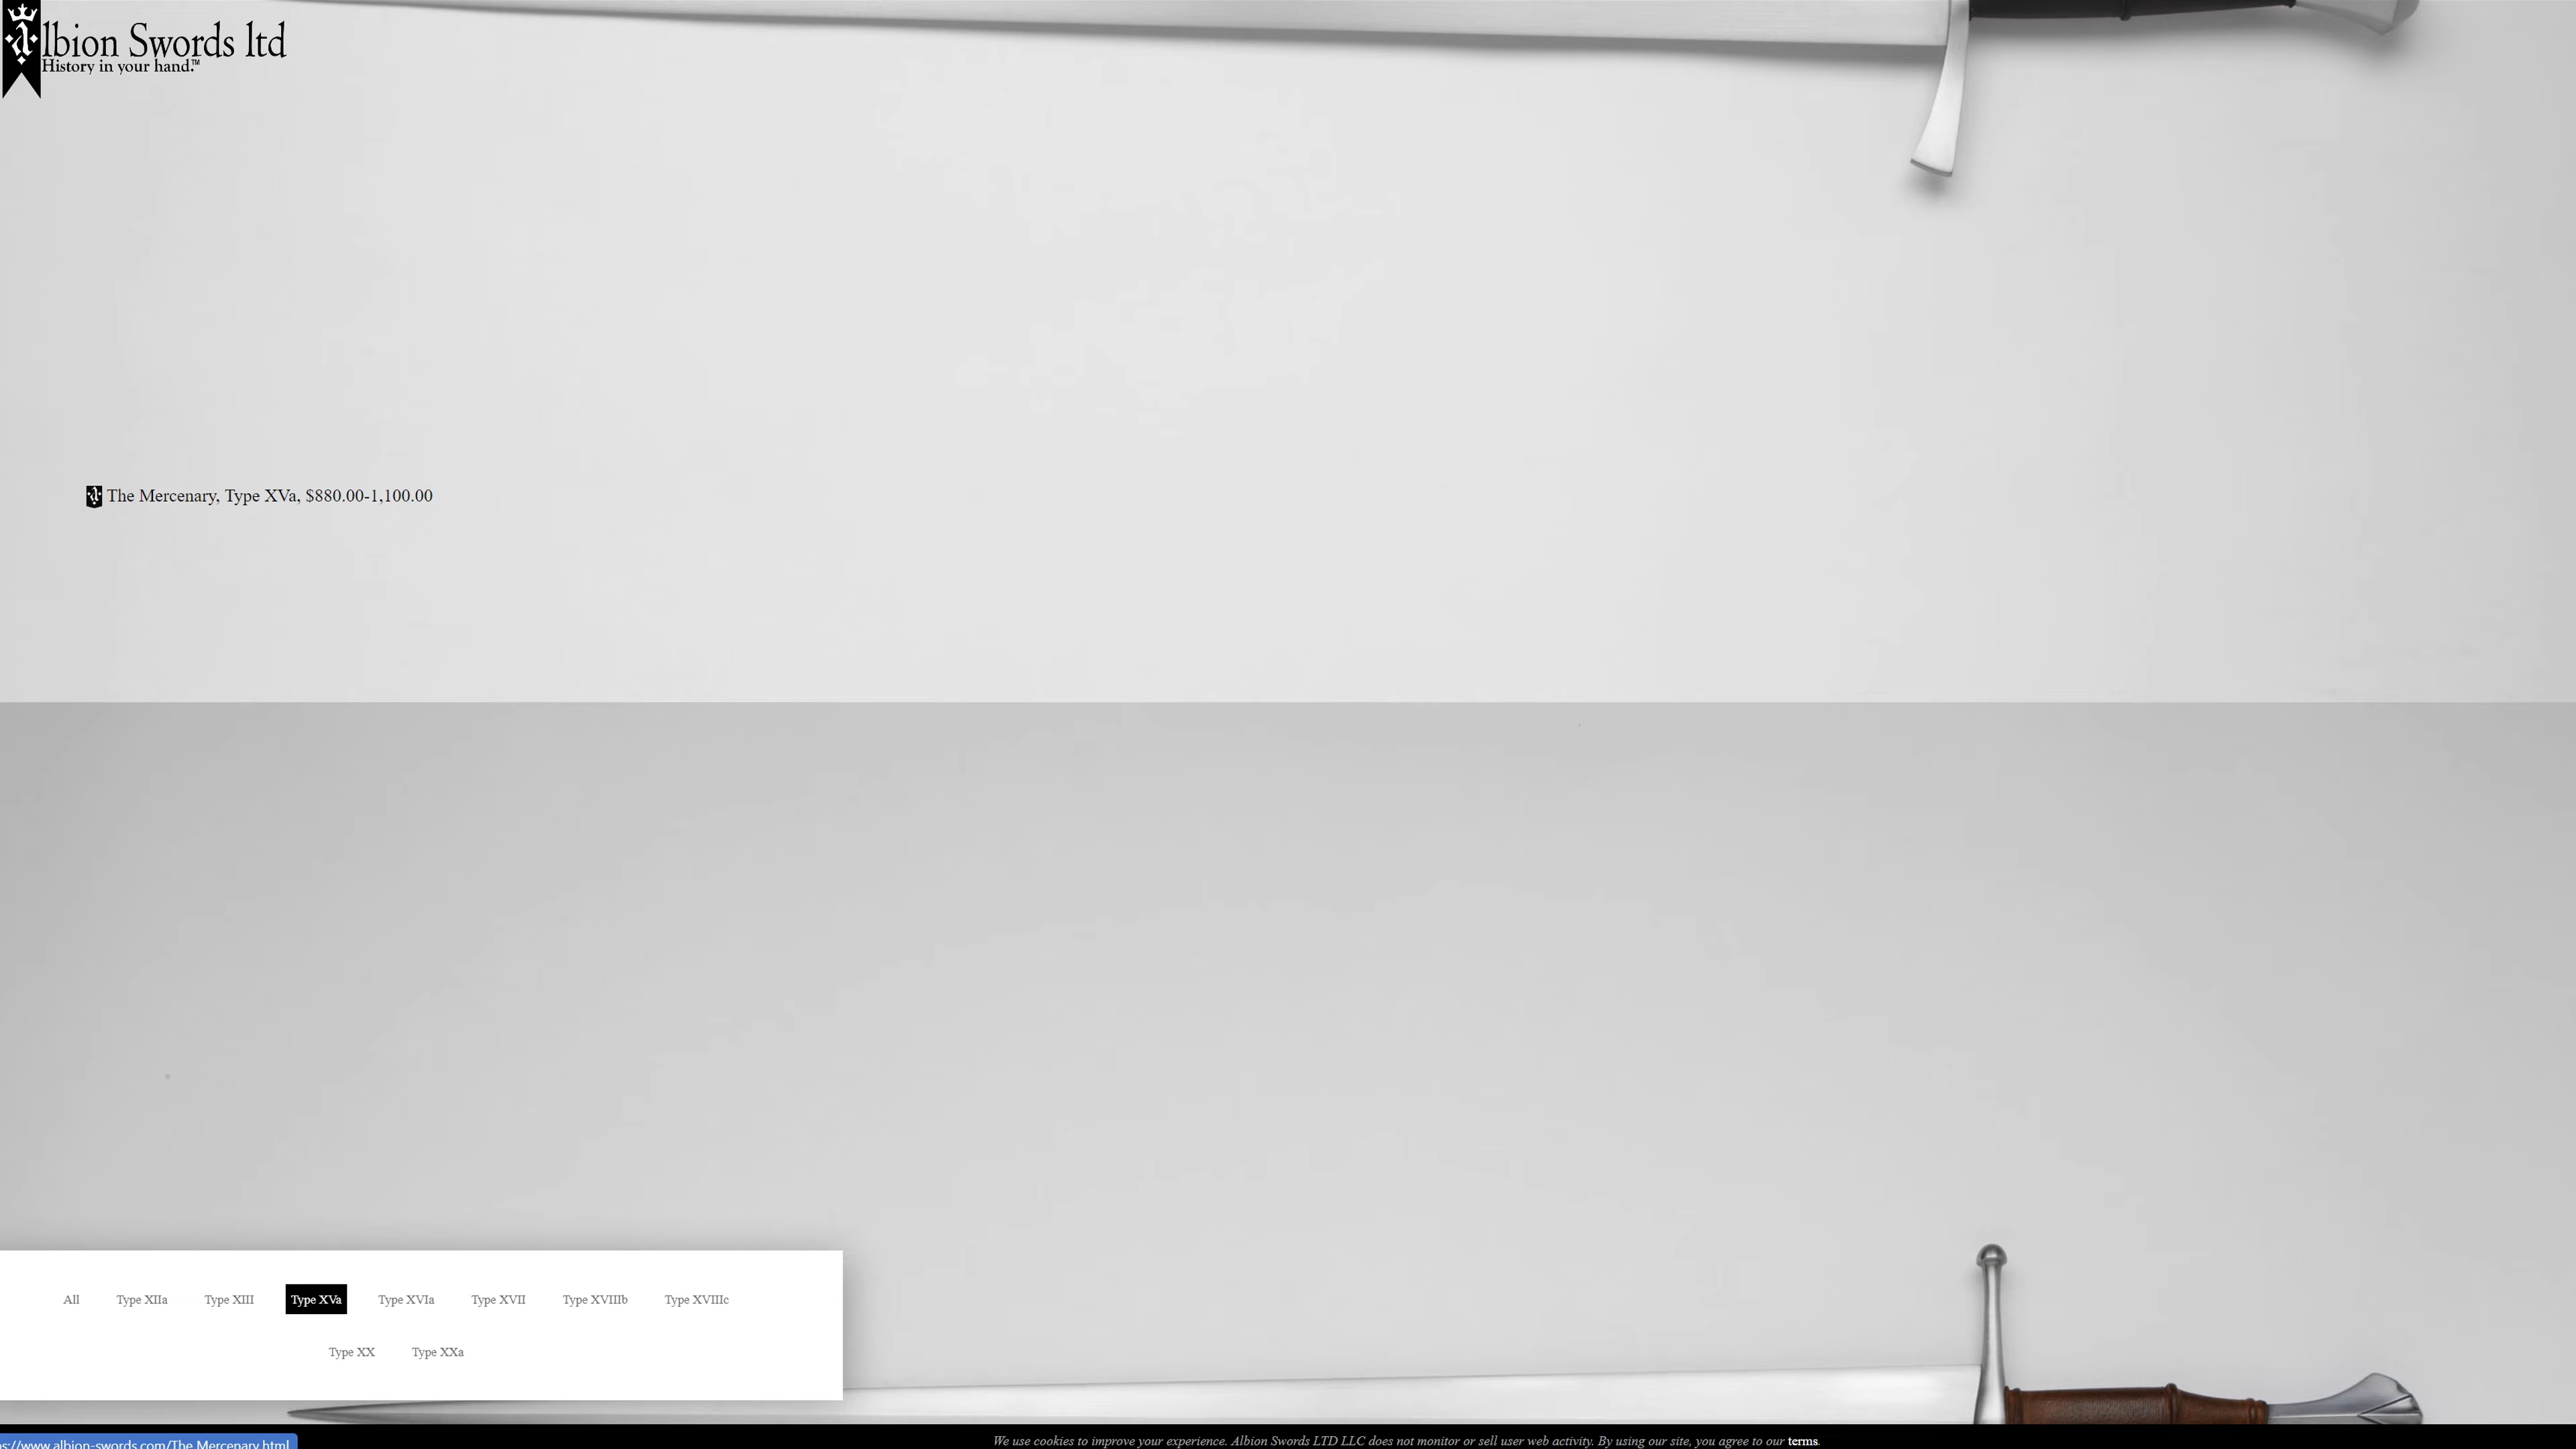 albion Swords ltd
History in your hand.™
The Mercenary, Type XVa, $880.00-1,100.00
All Type XIIa Type XIII Type XVa Type XVIa Type XVII Type XVIIIb Type XVIIIc
Type XX Type XXa
We use cookies to improve your experience. Albion Swords LTD LLC does not monitor or sell user web activity. By using our site, you agree to our terms.
s://www.albion-swords.com/The Mercenary.html